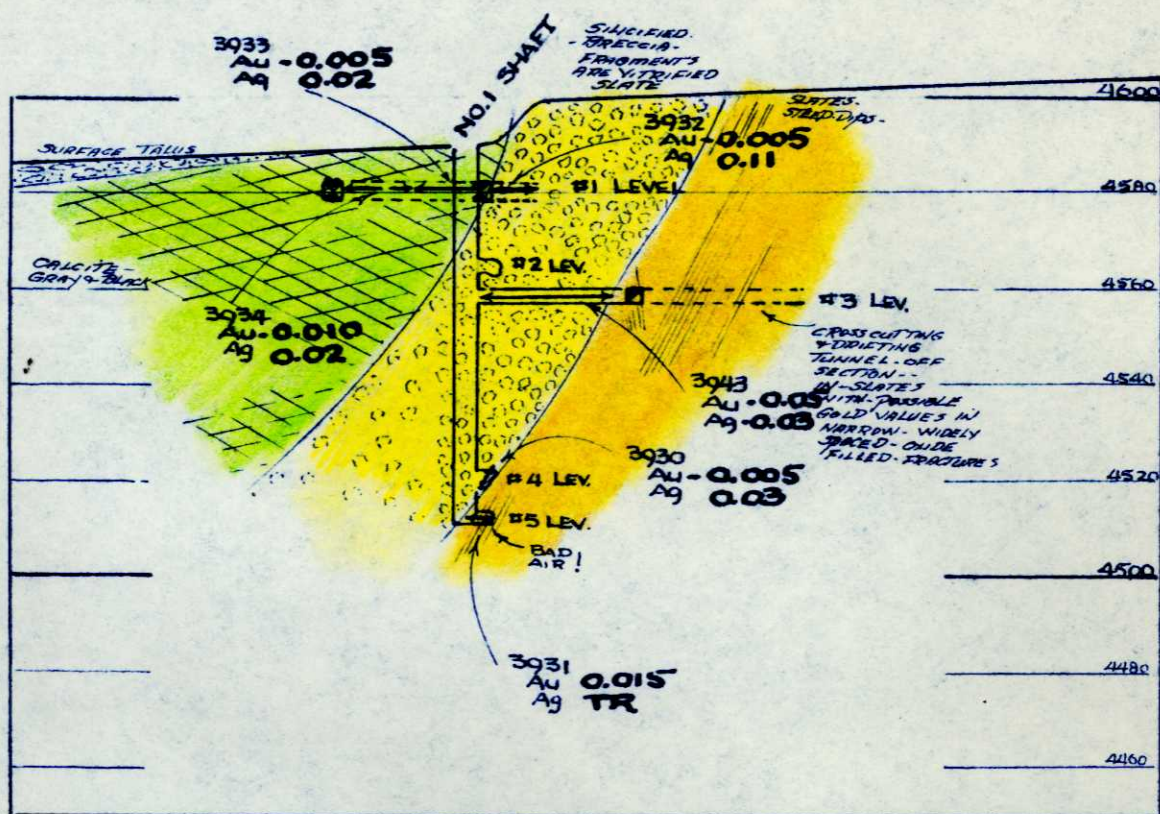 3933
Au - 0.005
Ag 0.02
NO.1 SHAFT
SILICIFIED.
- BRECCIA -
FRAGMENTS
ARE VITRIFIED
SLATE
4600
SLATES -
STEEP-DIPS -
3932
Au - 0.005
Ag 0.11
SURFACE TALUS
#1 LEVEL
4580
CALCITE -
GRAY & BLACK
#2 LEV.
4560
#3 LEV.
3934
Au - 0.010
Ag 0.02
CROSSCUTTING
& DRIFTING
TUNNEL - OFF
SECTION --
IN - SLATES
WITH - POSSIBLE
GOLD VALUES IN
NARROW - WIDELY
SPACED - OXIDE
FILLED - FRACTURES
4540
3943
Au - 0.05
Ag - 0.03
3930
Au - 0.005
Ag 0.03
#4 LEV.
4520
#5 LEV.
BAD
AIR!
4500
3931
Au 0.015
Ag TR
4480
4460